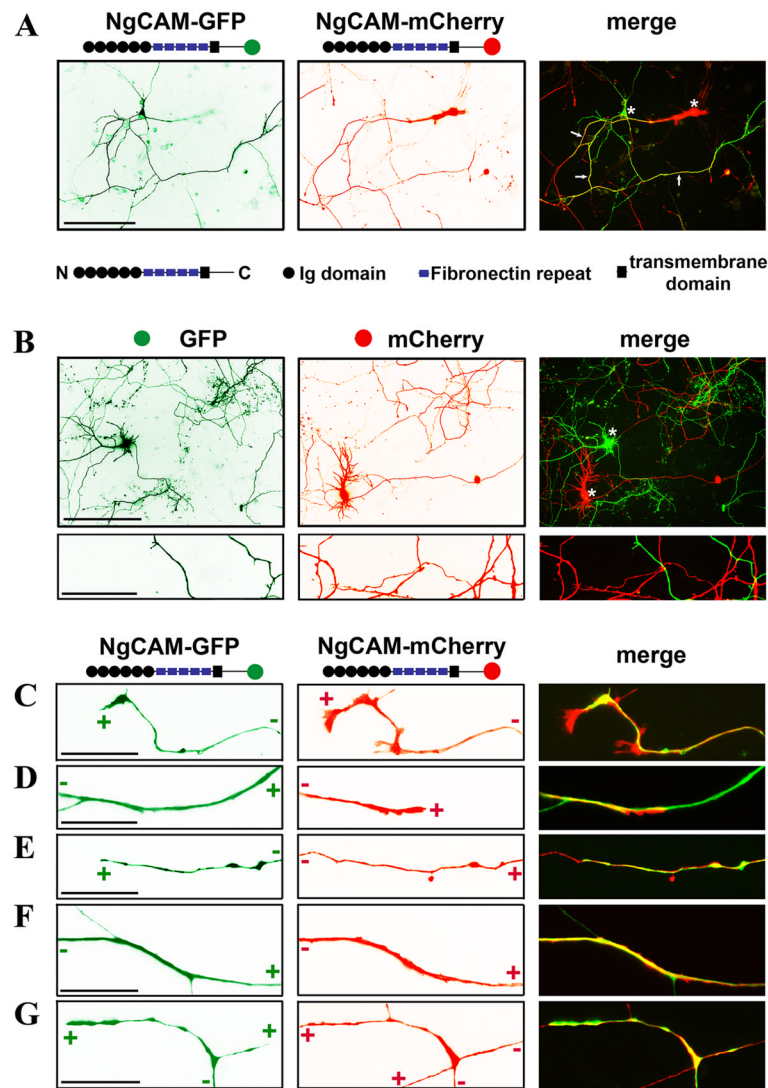 A NgCAM-GFP NgCAM-mCherry merge
* *
N C Ig domain Fibronectin repeat transmembrane domain
B GFP mCherry merge
* *
NgCAM-GFP NgCAM-mCherry merge
C + - + -
D - + - +
E + - - +
F - + - +
G + + - + + - -